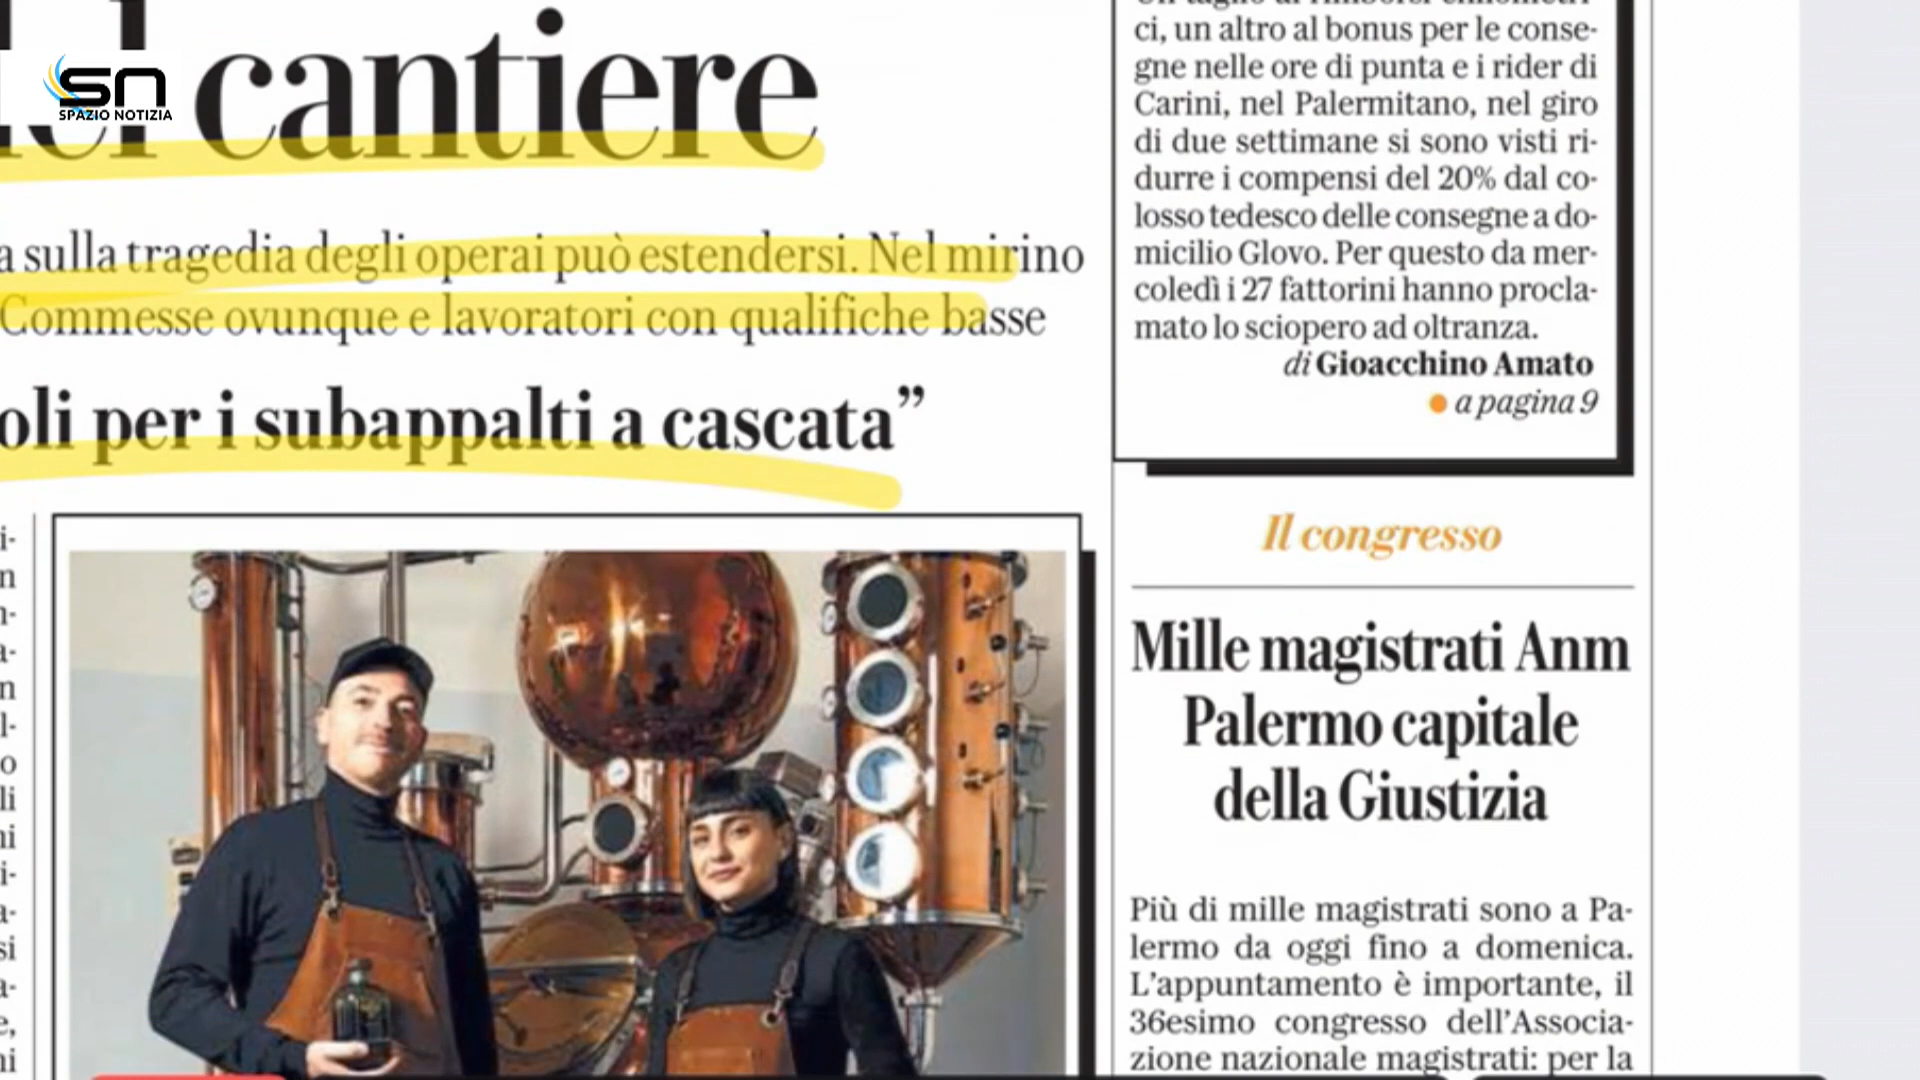 cantiere
SN
SPAZIO NOTIZIA
a sulla tragedia degli operai può estendersi. Nel mirino
Commesse ovunque e lavoratori con qualifiche basse
oli per i subappalti a cascata”
ci, un altro al bonus per le conse-
gne nelle ore di punta e i rider di
Carini, nel Palermitano, nel giro
di due settimane si sono visti ri-
durre i compensi del 20% dal co-
losso tedesco delle consegne a do-
micilio Glovo. Per questo da mer-
coledì i 27 fattorini hanno procla-
mato lo sciopero ad oltranza.
di Gioacchino Amato
a pagina 9
Il congresso
Mille magistrati Anm
Palermo capitale
della Giustizia
Più di mille magistrati sono a Pa-
lermo da oggi fino a domenica.
L'appuntamento è importante, il
36esimo congresso dell'Associa-
zione nazionale magistrati: per la